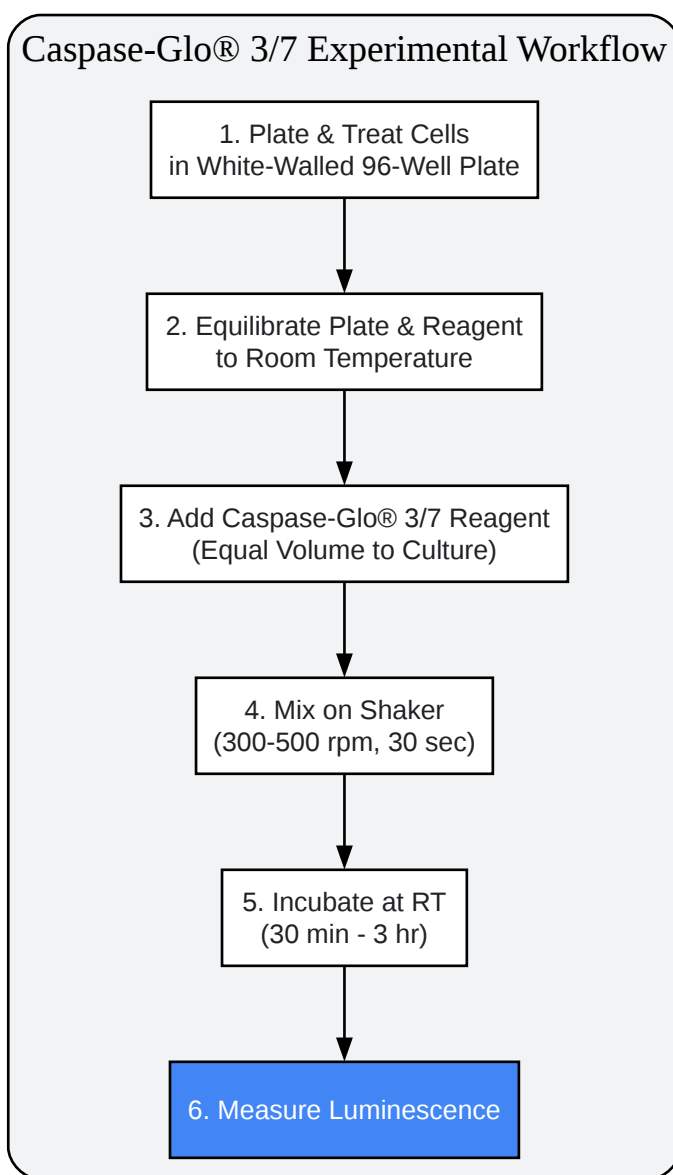 Caspase-Glo® 3/7 Experimental Workflow
1. Plate & Treat Cells
in White-Walled 96-Well Plate
2. Equilibrate Plate & Reagent
to Room Temperature
3. Add Caspase-Glo® 3/7 Reagent
(Equal Volume to Culture)
4. Mix on Shaker
(300-500 rpm, 30 sec)
5. Incubate at RT
(30 min - 3 hr)
6. Measure Luminescence